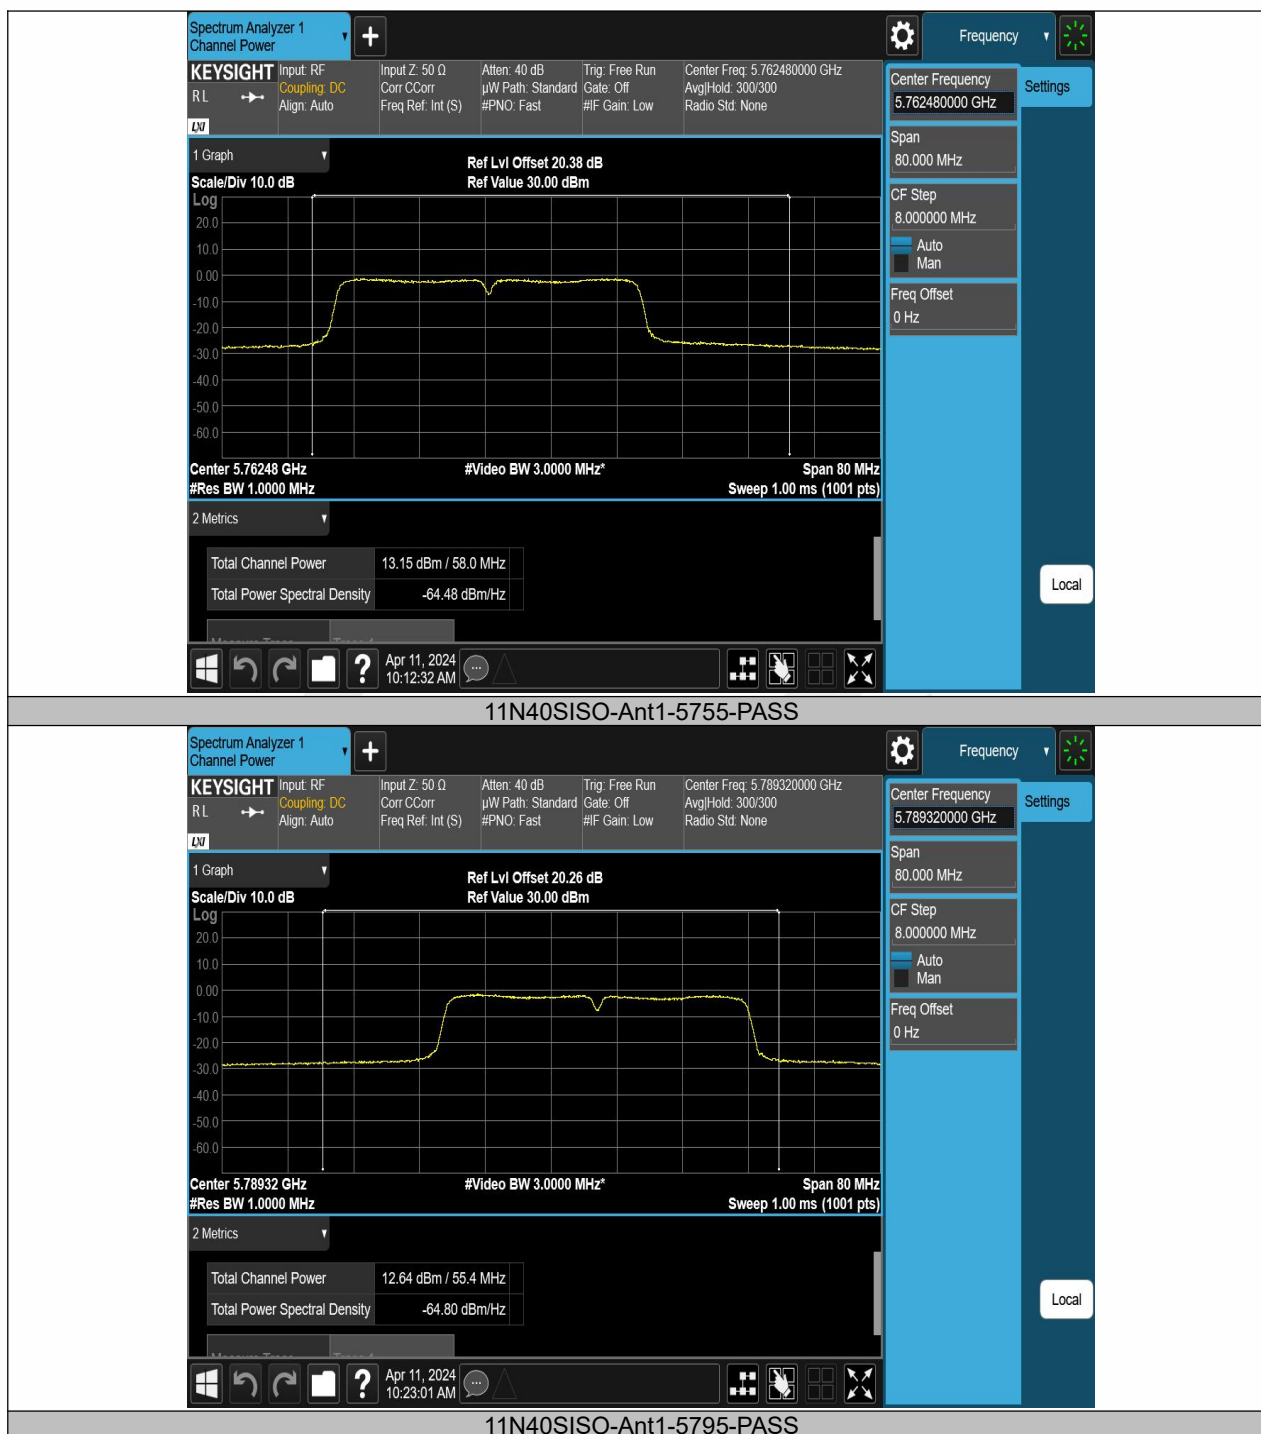 Spectrum Analyzer 1
Channel Power
Frequency
KEYSIGHT
R L
LXI
Input: RF
Coupling: DC
Align: Auto
Input Z: 50 Ω
Corr CCorr
Freq Ref: Int (S)
Atten: 40 dB
µW Path: Standard
#PNO: Fast
Trig: Free Run
Gate: Off
#IF Gain: Low
Center Freq: 5.762480000 GHz
Avg|Hold: 300/300
Radio Std: None
Center Frequency
5.762480000 GHz
Settings
Span
80.000 MHz
CF Step
8.000000 MHz
Auto
Man
Freq Offset
0 Hz
Local
1 Graph
Scale/Div 10.0 dB
Ref Lvl Offset 20.38 dB
Ref Value 30.00 dBm
Log
20.0
10.0
0.00
-10.0
-20.0
-30.0
-40.0
-50.0
-60.0
Center 5.76248 GHz
#Video BW 3.0000 MHz*
Span 80 MHz
#Res BW 1.0000 MHz
Sweep 1.00 ms (1001 pts)
2 Metrics
Total Channel Power 13.15 dBm / 58.0 MHz
Total Power Spectral Density -64.48 dBm/Hz
?
Apr 11, 2024
10:12:32 AM
11N40SISO-Ant1-5755-PASS
Spectrum Analyzer 1
Channel Power
Frequency
KEYSIGHT
R L
LXI
Input: RF
Coupling: DC
Align: Auto
Input Z: 50 Ω
Corr CCorr
Freq Ref: Int (S)
Atten: 40 dB
µW Path: Standard
#PNO: Fast
Trig: Free Run
Gate: Off
#IF Gain: Low
Center Freq: 5.789320000 GHz
Avg|Hold: 300/300
Radio Std: None
Center Frequency
5.789320000 GHz
Settings
Span
80.000 MHz
CF Step
8.000000 MHz
Auto
Man
Freq Offset
0 Hz
Local
1 Graph
Scale/Div 10.0 dB
Ref Lvl Offset 20.26 dB
Ref Value 30.00 dBm
Log
20.0
10.0
0.00
-10.0
-20.0
-30.0
-40.0
-50.0
-60.0
Center 5.78932 GHz
#Video BW 3.0000 MHz*
Span 80 MHz
#Res BW 1.0000 MHz
Sweep 1.00 ms (1001 pts)
2 Metrics
Total Channel Power 12.64 dBm / 55.4 MHz
Total Power Spectral Density -64.80 dBm/Hz
?
Apr 11, 2024
10:23:01 AM
11N40SISO-Ant1-5795-PASS